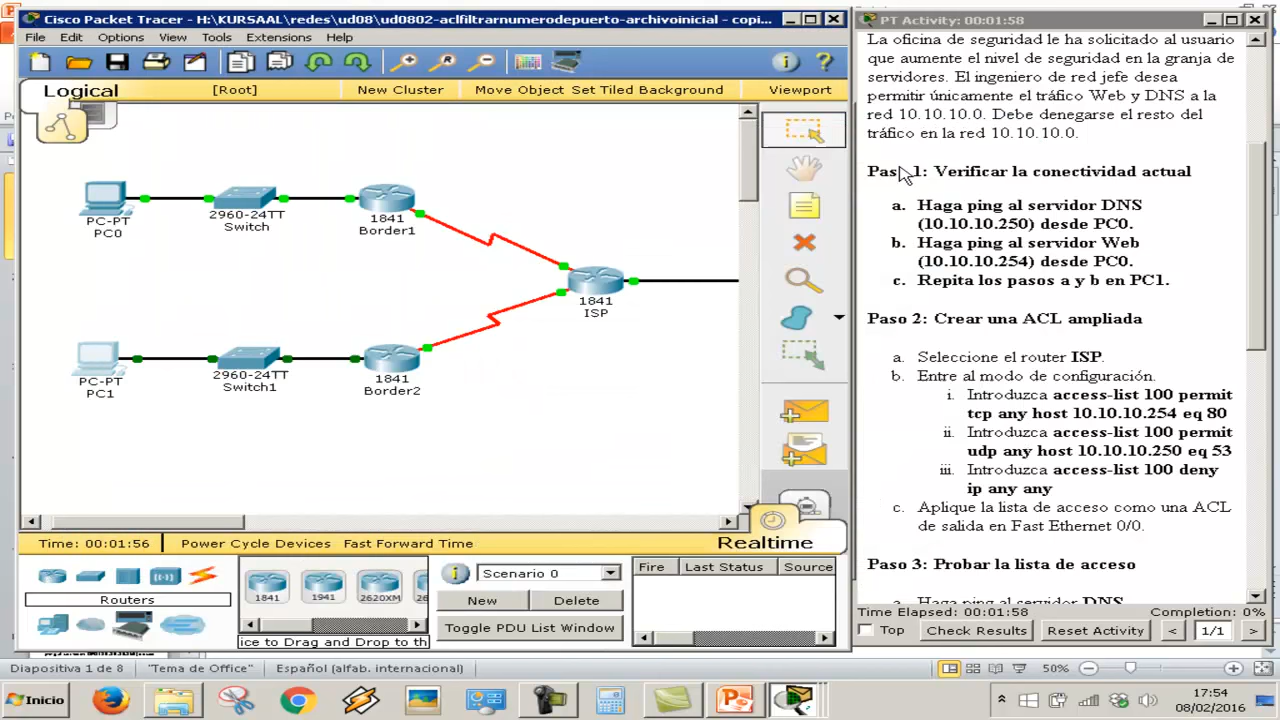 Cisco Packet Tracer - H:\KURSAAL\redes\ud08\ud0802-aclfiltrarnumerodepuerto-archivoinicial - copi...
File Edit Options View Tools Extensions Help
Logical [Root] New Cluster Move Object Set Tiled Background Viewport
PC-PT
PC0
2960-24TT
Switch
1841
Border1
1841
ISP
PC-PT
PC1
2960-24TT
Switch1
1841
Border2
Realtime
Time: 00:01:56 Power Cycle Devices Fast Forward Time
Routers
1841 1941 2620XM
ice to Drag and Drop to th
Scenario 0
New Delete
Toggle PDU List Window
Fire Last Status Source
PT Activity: 00:01:58
La oficina de seguridad le ha solicitado al usuario
que aumente el nivel de seguridad en la granja de
servidores. El ingeniero de red jefe desea
permitir únicamente el tráfico Web y DNS a la
red 10.10.10.0. Debe denegarse el resto del
tráfico en la red 10.10.10.0.
Paso 1: Verificar la conectividad actual
a. Haga ping al servidor DNS
(10.10.10.250) desde PC0.
b. Haga ping al servidor Web
(10.10.10.254) desde PC0.
c. Repita los pasos a y b en PC1.
Paso 2: Crear una ACL ampliada
a. Seleccione el router ISP.
b. Entre al modo de configuración.
i. Introduzca access-list 100 permit
tcp any host 10.10.10.254 eq 80
ii. Introduzca access-list 100 permit
udp any host 10.10.10.250 eq 53
iii. Introduzca access-list 100 deny
ip any any
c. Aplique la lista de acceso como una ACL
de salida en Fast Ethernet 0/0.
Paso 3: Probar la lista de acceso
a. Haga ping al servidor DNS
Time Elapsed: 00:01:58 Completion: 0%
Top Check Results Reset Activity < 1/1 >
Diapositiva 1 de 8 "Tema de Office" Español (alfab. internacional) 50%
Inicio
17:54
08/02/2016